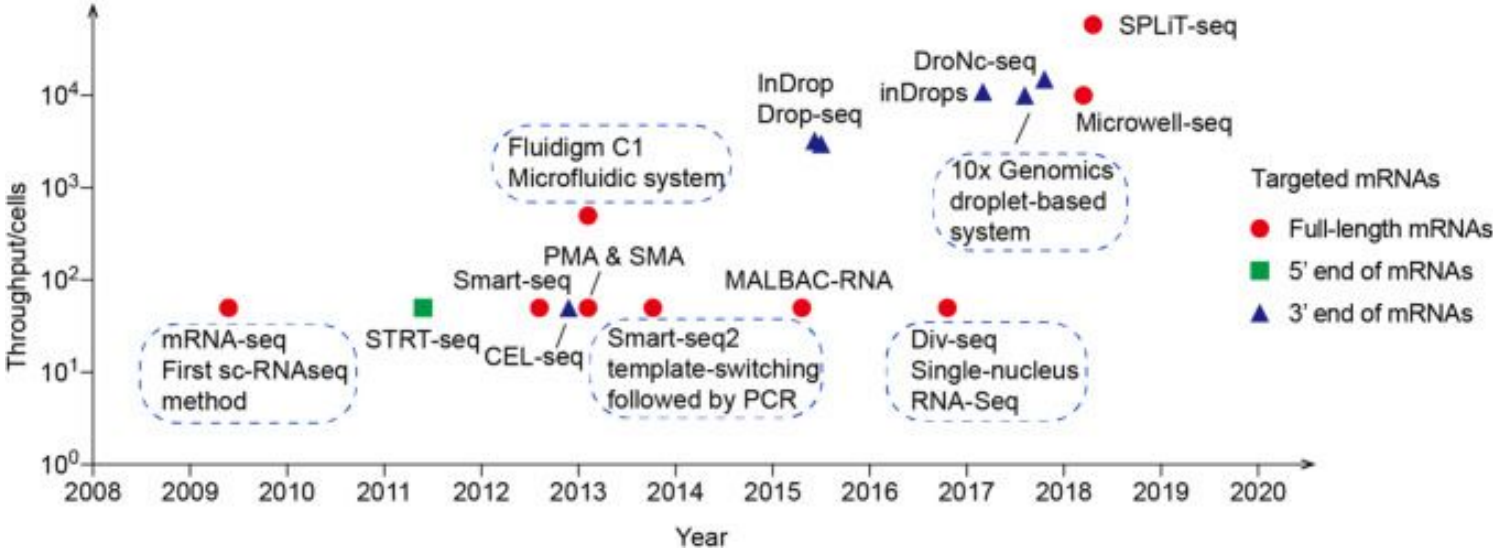 SPLiT-seq
DroNc-seq
InDrop
Drop-seq
inDrops
10⁴
Microwell-seq
Fluidigm C1
Microfluidic system
10x Genomics
droplet-based
system
10³
Targeted mRNAs
Full-length mRNAs
5' end of mRNAs
3' end of mRNAs
PMA & SMA
Smart-seq
MALBAC-RNA
10²
mRNA-seq
First sc-RNAseq
method
STRT-seq
CEL-seq
Smart-seq2
template-switching
followed by PCR
Div-seq
Single-nucleus
RNA-Seq
10¹
10⁰
Throughput/cells
2008 2009 2010 2011 2012 2013 2014 2015 2016 2017 2018 2019 2020
Year